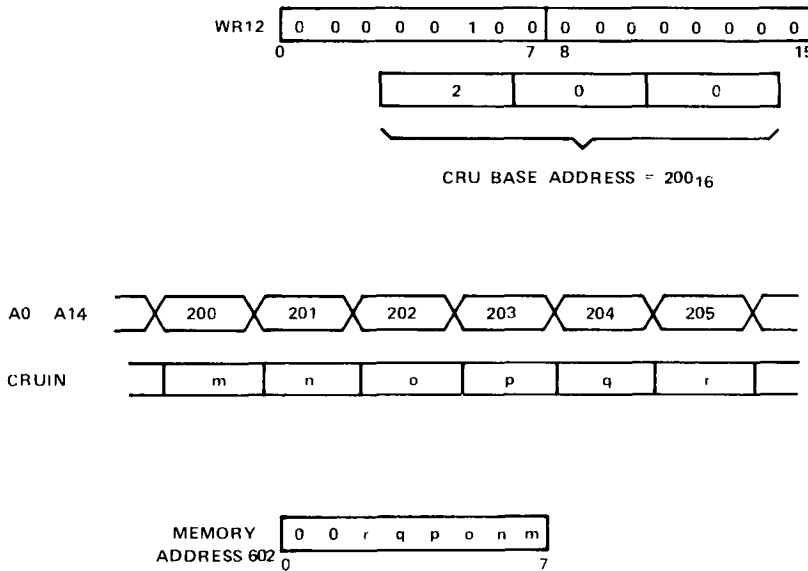 WR12 0 0 0 0 0 1 0 0 0 0 0 0 0 0 0 0
0 7 8 15
2 0 0
CRU BASE ADDRESS = 200₁₆
A0 A14 200 201 202 203 204 205
CRUIN m n o p q r
MEMORY
ADDRESS 602
0 0 r q p o n m
0 7